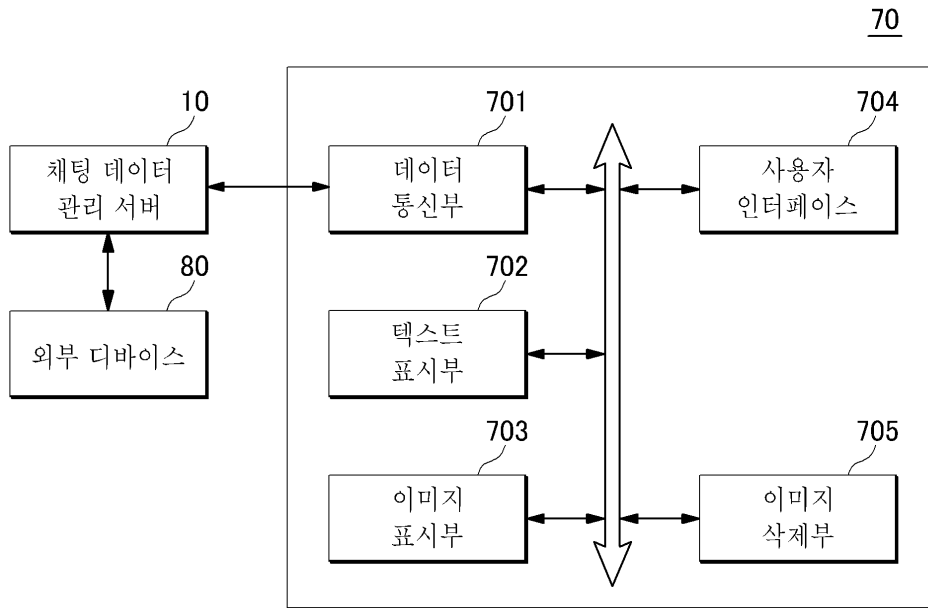 70
10
채팅 데이터
관리 서버
701
데이터
통신부
704
사용자
인터페이스
80
외부 디바이스
702
텍스트
표시부
703
이미지
표시부
705
이미지
삭제부